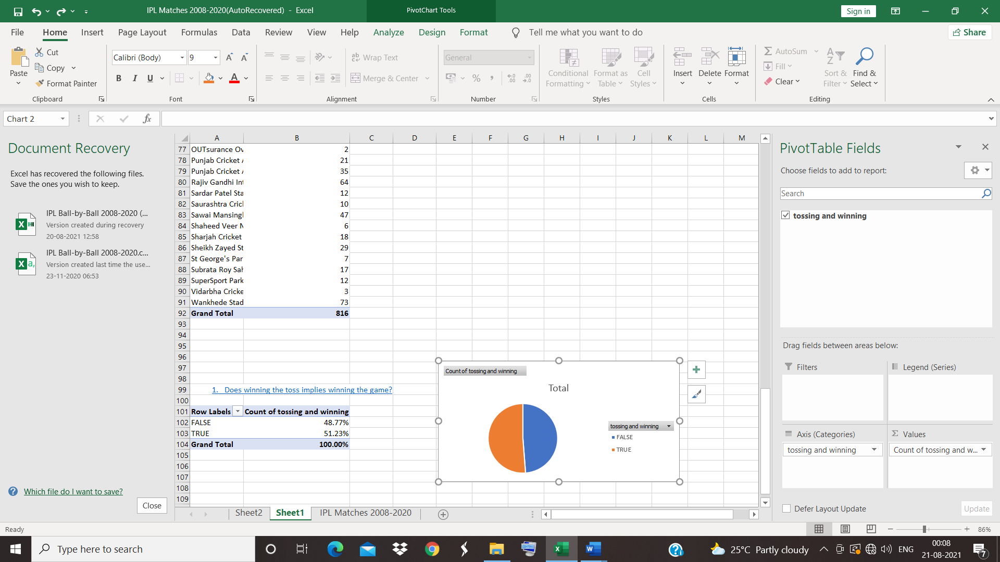 IPL Matches 2008-2020(AutoRecovered) - Excel
PivotChart Tools
Sign in
File Home Insert Page Layout Formulas Data Review View Help Analyze Design Format Tell me what you want to do Share
Paste
Cut
Copy
Format Painter
Clipboard
Calibri (Body) 9
B I U
Font
Wrap Text
Merge & Center
Alignment
General
Number
Conditional Formatting
Format as Table
Cell Styles
Styles
Insert Delete Format
Cells
AutoSum
Fill
Clear
Sort & Filter
Find & Select
Editing
Chart 2
fx
Document Recovery
Excel has recovered the following files.
Save the ones you wish to keep.
IPL Ball-by-Ball 2008-2020 (...
Version created during recovery
20-08-2021 12:58
IPL Ball-by-Ball 2008-2020.c...
Version created last time the use...
23-11-2020 06:53
Which file do I want to save?
Close
A B C D E F G H I J K L M
77 OUTsurance Ov 2
78 Punjab Cricket A 21
79 Punjab Cricket A 35
80 Rajiv Gandhi Int 64
81 Sardar Patel Sta 12
82 Saurashtra Cricl 10
83 Sawai Mansingl 47
84 Shaheed Veer N 6
85 Sharjah Cricket 18
86 Sheikh Zayed St 29
87 St George's Par 7
88 Subrata Roy Sah 17
89 SuperSport Park 12
90 Vidarbha Cricke 3
91 Wankhede Stad 73
92 Grand Total 816
93
94
95
96
97
98
99 1. Does winning the toss implies winning the game?
100
101 Row Labels Count of tossing and winning
102 FALSE 48.77%
103 TRUE 51.23%
104 Grand Total 100.00%
105
106
107
108
109
Count of tossing and winning
Total
tossing and winning
FALSE
TRUE
Sheet2 Sheet1 IPL Matches 2008-2020
PivotTable Fields
Choose fields to add to report:
Search
tossing and winning
Drag fields between areas below:
Filters
Legend (Series)
Axis (Categories)
Values
tossing and winning
Count of tossing and w...
Defer Layout Update
Update
Ready
86%
Type here to search
25°C Partly cloudy
ENG
00:08
21-08-2021
7